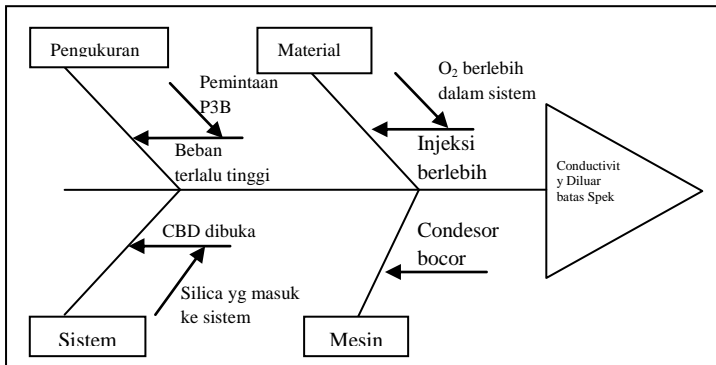 Pengukuran
Material
Pemintaan
P3B
O₂ berlebih
dalam sistem
Beban
terlalu tinggi
Injeksi
berlebih
Conductivit
y Diluar
batas Spek
CBD dibuka
Condesor
bocor
Silica yg masuk
ke sistem
Sistem
Mesin